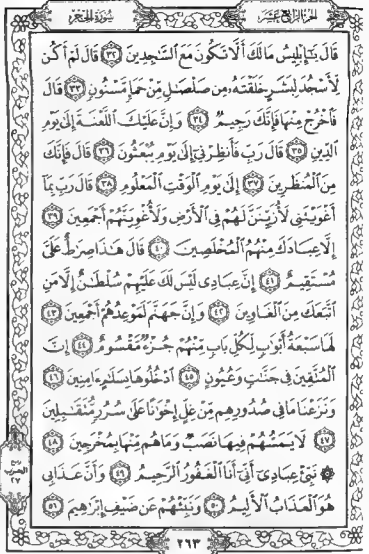 الجزء الرابع عشر
سورة الحجر
قَالَ يَٰٓإِبْلِيسُ مَا لَكَ أَلَّا تَكُونَ مَعَ ٱلسَّٰجِدِينَ ٣٢ قَالَ لَمْ أَكُن
لِّأَسْجُدَ لِبَشَرٍ خَلَقْتَهُۥ مِن صَلْصَٰلٍ مِّنْ حَمَإٍ مَّسْنُونٍ ٣٣ قَالَ
فَٱخْرُجْ مِنْهَا فَإِنَّكَ رَجِيمٌ ٣٤ وَإِنَّ عَلَيْكَ ٱللَّعْنَةَ إِلَىٰ يَوْمِ
ٱلدِّينِ ٣٥ قَالَ رَبِّ فَأَنظِرْنِىٓ إِلَىٰ يَوْمِ يُبْعَثُونَ ٣٦ قَالَ فَإِنَّكَ
مِنَ ٱلْمُنظَرِينَ ٣٧ إِلَىٰ يَوْمِ ٱلْوَقْتِ ٱلْمَعْلُومِ ٣٨ قَالَ رَبِّ بِمَآ
أَغْوَيْتَنِى لَأُزَيِّنَنَّ لَهُمْ فِى ٱلْأَرْضِ وَلَأُغْوِيَنَّهُمْ أَجْمَعِينَ ٣٩
إِلَّا عِبَادَكَ مِنْهُمُ ٱلْمُخْلَصِينَ ٤٠ قَالَ هَٰذَا صِرَٰطٌ عَلَىَّ
مُسْتَقِيمٌ ٤١ إِنَّ عِبَادِى لَيْسَ لَكَ عَلَيْهِمْ سُلْطَٰنٌ إِلَّا مَنِ
ٱتَّبَعَكَ مِنَ ٱلْغَاوِينَ ٤٢ وَإِنَّ جَهَنَّمَ لَمَوْعِدُهُمْ أَجْمَعِينَ ٤٣
لَهَا سَبْعَةُ أَبْوَٰبٍ لِّكُلِّ بَابٍ مِّنْهُمْ جُزْءٌ مَّقْسُومٌ ٤٤ إِنَّ
ٱلْمُتَّقِينَ فِى جَنَّٰتٍ وَعُيُونٍ ٤٥ ٱدْخُلُوهَا بِسَلَٰمٍ ءَامِنِينَ ٤٦
وَنَزَعْنَا مَا فِى صُدُورِهِم مِّنْ غِلٍّ إِخْوَٰنًا عَلَىٰ سُرُرٍ مُّتَقَٰبِلِينَ
٤٧ لَا يَمَسُّهُمْ فِيهَا نَصَبٌ وَمَا هُم مِّنْهَا بِمُخْرَجِينَ ٤٨
۞ نَبِّئْ عِبَادِىٓ أَنِّىٓ أَنَا ٱلْغَفُورُ ٱلرَّحِيمُ ٤٩ وَأَنَّ عَذَابِى
هُوَ ٱلْعَذَابُ ٱلْأَلِيمُ ٥٠ وَنَبِّئْهُمْ عَن ضَيْفِ إِبْرَٰهِيمَ ٥١
ربع
الحزب
٢٧
٢٦٣